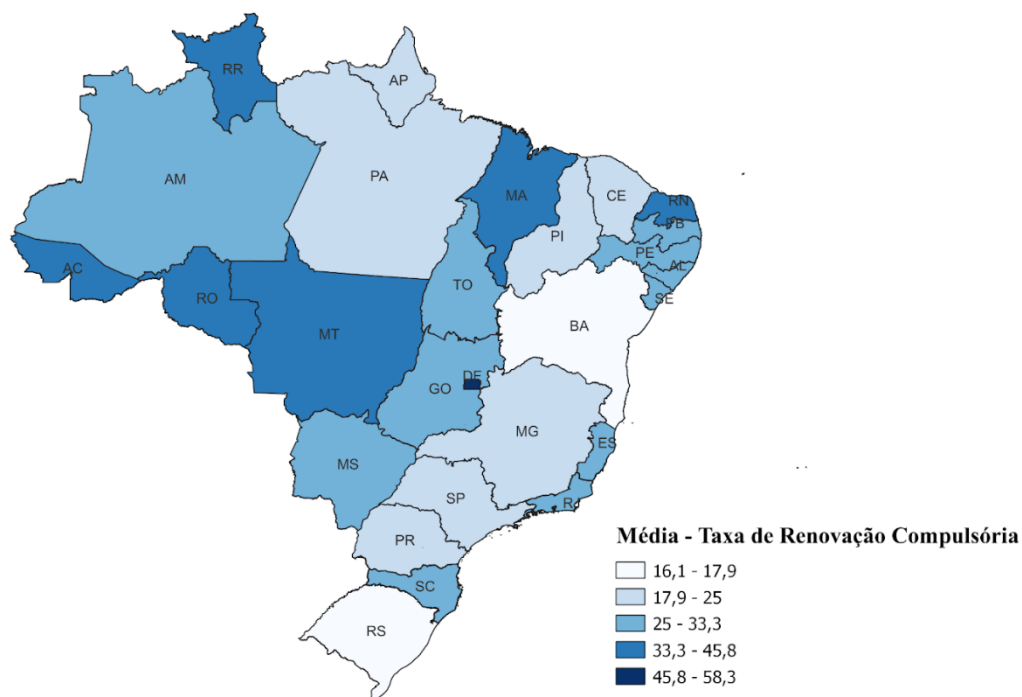 RR
AP
AM
PA
MA
CE
RN
PB
PI
PE
AL
AC
TO
SE
RO
BA
MT
DF
GO
MG
ES
MS
SP
RJ
PR
SC
RS
Média - Taxa de Renovação Compulsória
16,1 - 17,9
17,9 - 25
25 - 33,3
33,3 - 45,8
45,8 - 58,3